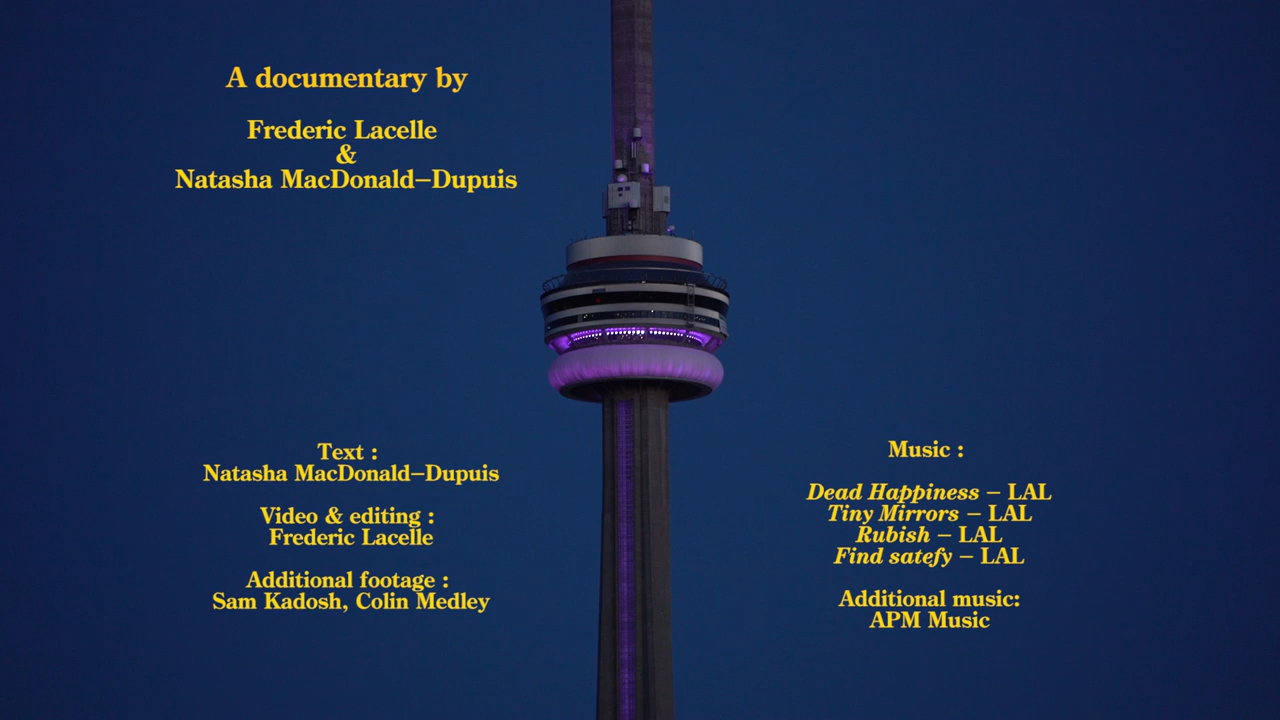 A documentary by
Frederic Lacelle
&
Natasha MacDonald–Dupuis
Text :
Natasha MacDonald–Dupuis
Video & editing :
Frederic Lacelle
Additional footage :
Sam Kadosh, Colin Medley
Music :
Dead Happiness – LAL
Tiny Mirrors – LAL
Rubish – LAL
Find satefy – LAL
Additional music:
APM Music